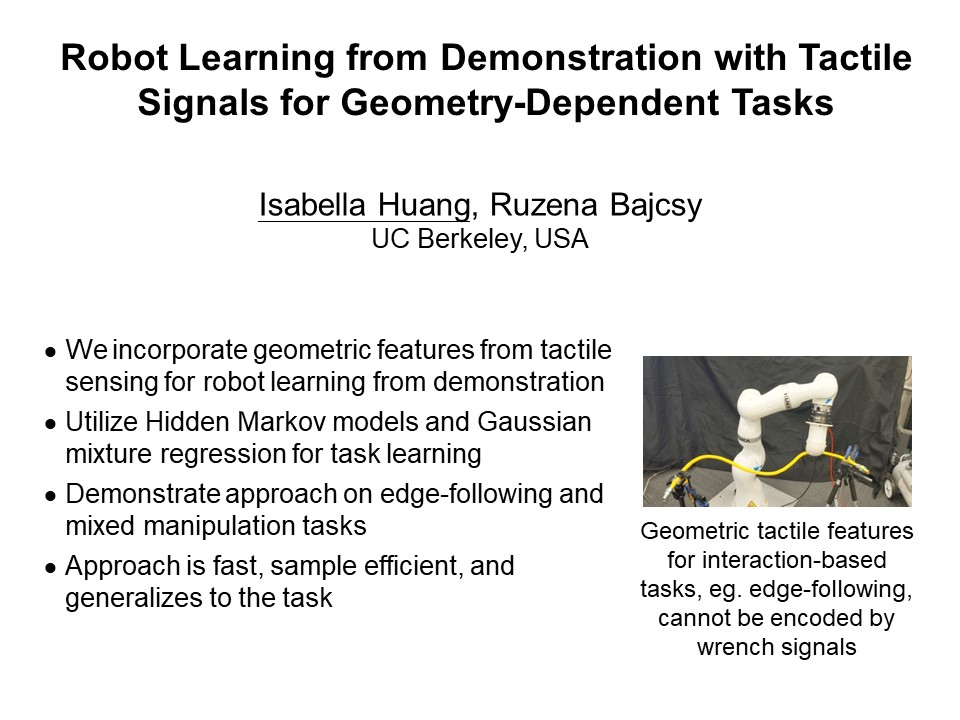 Robot Learning from Demonstration with Tactile
Signals for Geometry-Dependent Tasks
Isabella Huang, Ruzena Bajcsy
UC Berkeley, USA
● We incorporate geometric features from tactile
sensing for robot learning from demonstration
● Utilize Hidden Markov models and Gaussian
mixture regression for task learning
● Demonstrate approach on edge-following and
mixed manipulation tasks
● Approach is fast, sample efficient, and
generalizes to the task
Geometric tactile features
for interaction-based
tasks, eg. edge-following,
cannot be encoded by
wrench signals